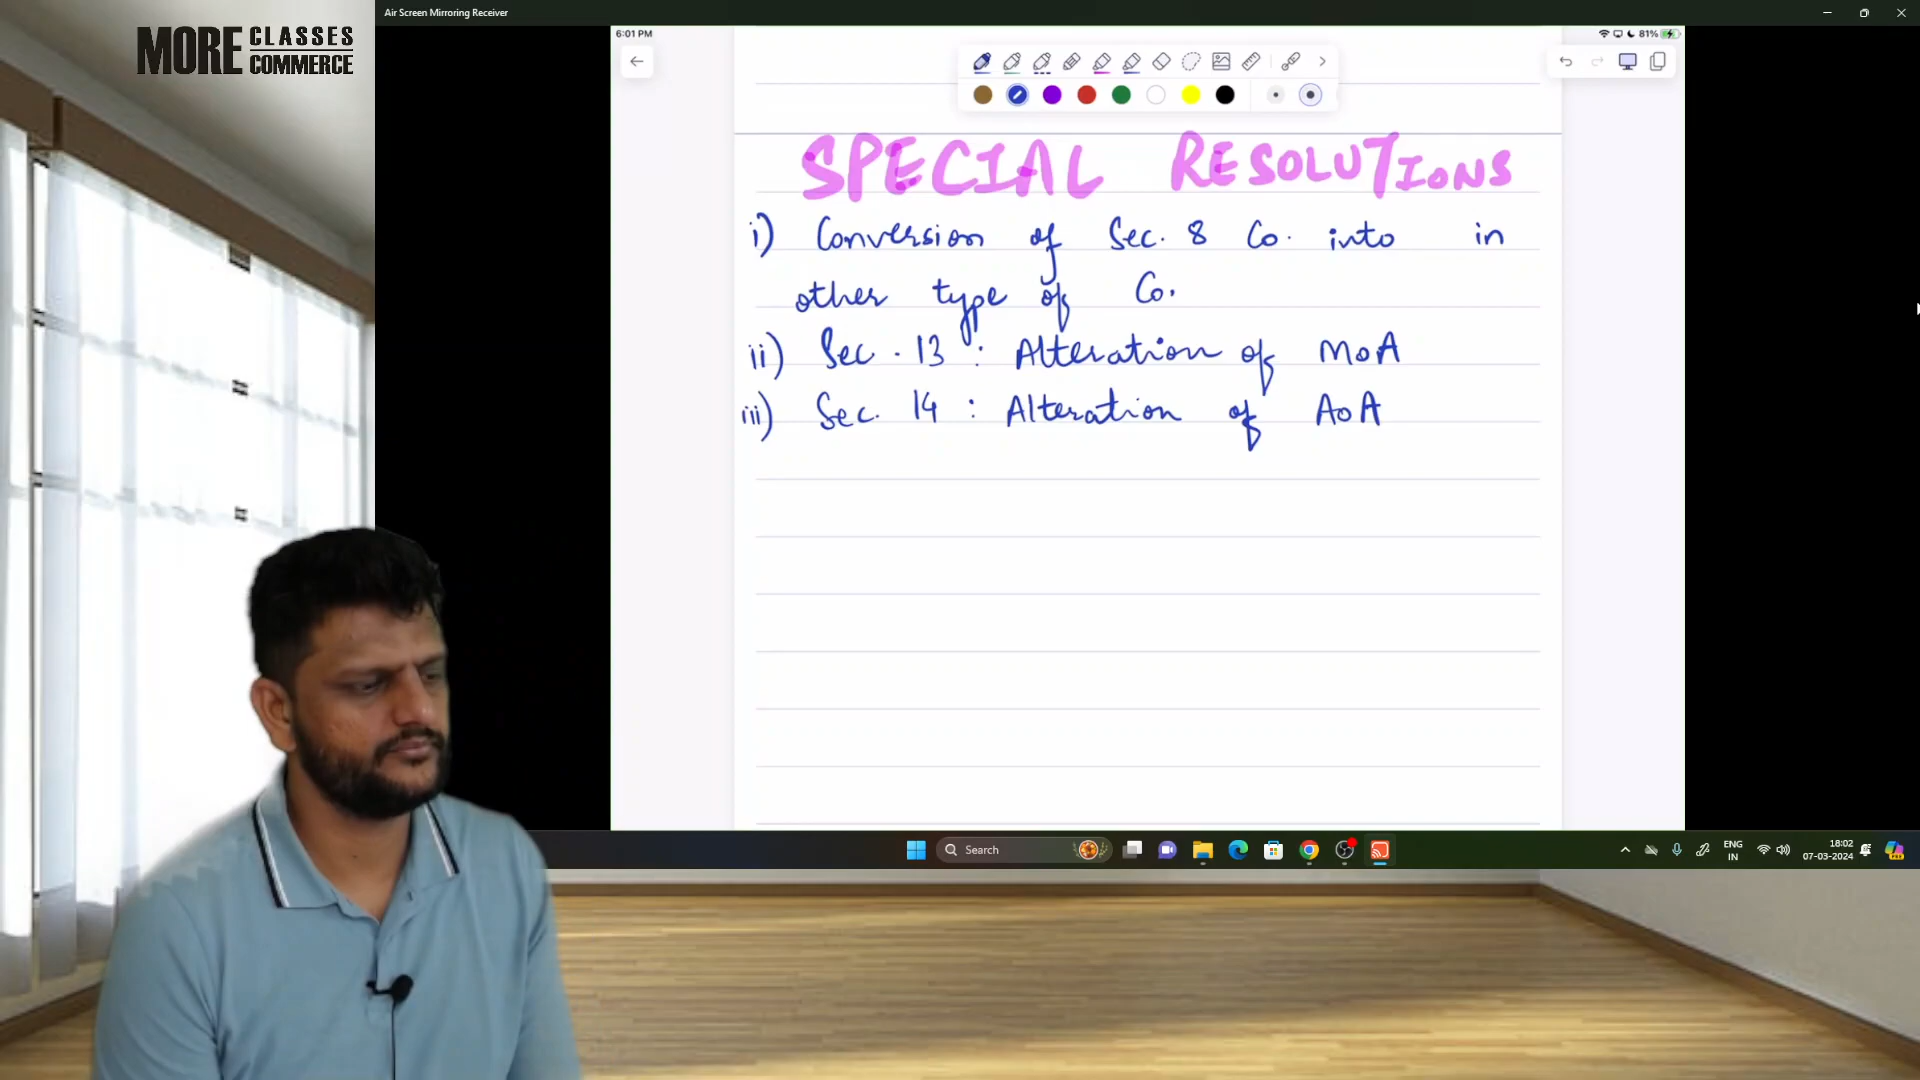 Air Screen Mirroring Receiver
MORE CLASSES COMMERCE
6:01 PM
81%
SPECIAL RESOLUTIONS
i) Conversion of Sec. 8 Co. into in
other type of Co.
ii) Sec. 13 : Alteration of MoA
iii) Sec. 14 : Alteration of AoA
Search
ENG
IN
18:02
07-03-2024